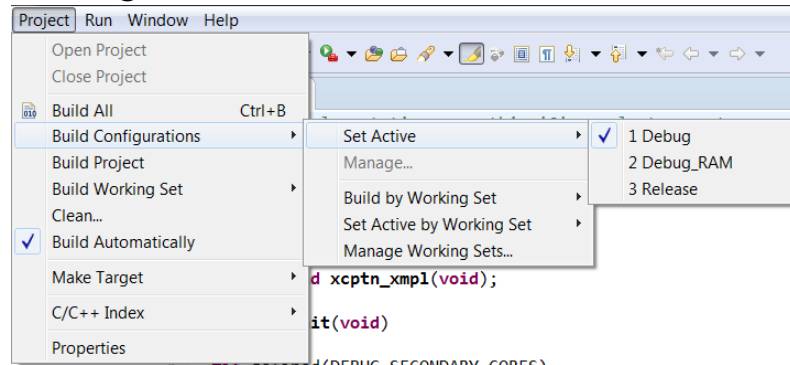 Project Run Window Help
Open Project
Close Project
Build All Ctrl+B
Build Configurations
Build Project
Build Working Set
Clean...
Build Automatically
Make Target
C/C++ Index
Properties
Set Active
Manage...
Build by Working Set
Set Active by Working Set
Manage Working Sets...
1 Debug
2 Debug_RAM
3 Release
d xcptn_xmpl(void);
it(void)